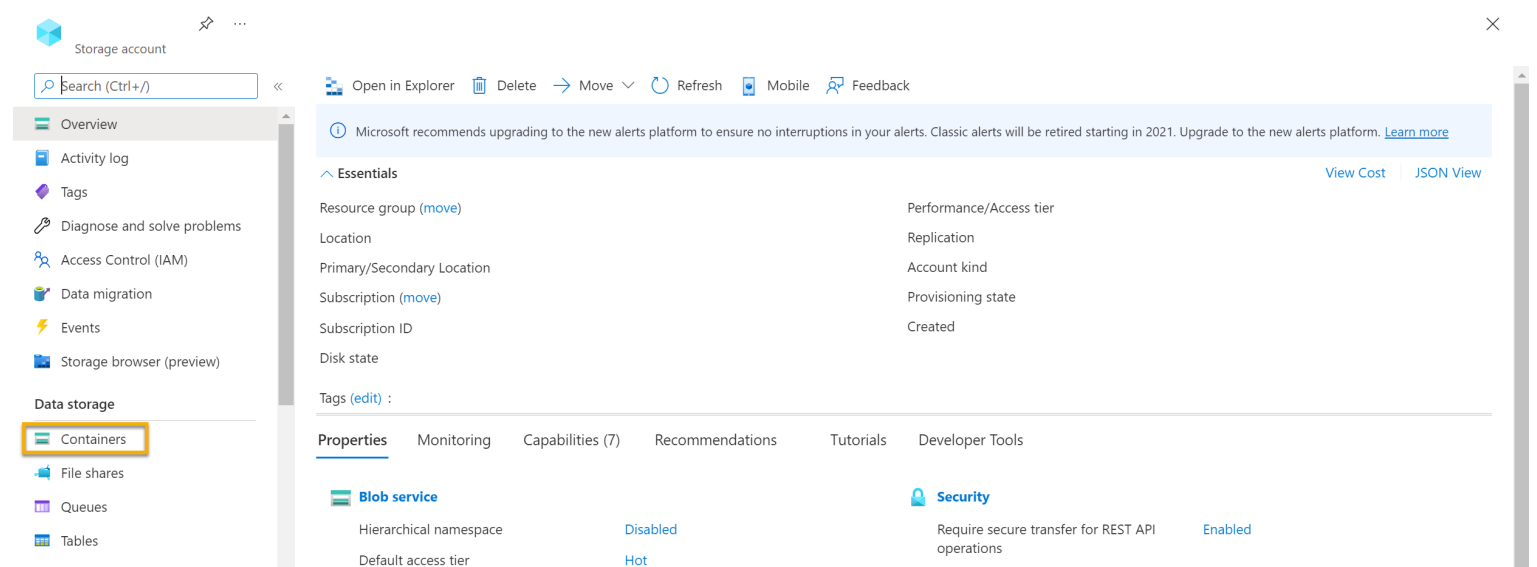 Storage account
Search (Ctrl+/)
Overview
Activity log
Tags
Diagnose and solve problems
Access Control (IAM)
Data migration
Events
Storage browser (preview)
Data storage
Containers
File shares
Queues
Tables
Open in Explorer Delete Move Refresh Mobile Feedback
Microsoft recommends upgrading to the new alerts platform to ensure no interruptions in your alerts. Classic alerts will be retired starting in 2021. Upgrade to the new alerts platform. Learn more
Essentials
View Cost JSON View
Resource group (move)
Location
Primary/Secondary Location
Subscription (move)
Subscription ID
Disk state
Performance/Access tier
Replication
Account kind
Provisioning state
Created
Tags (edit) :
Properties Monitoring Capabilities (7) Recommendations Tutorials Developer Tools
Blob service
Hierarchical namespace Disabled
Default access tier Hot
Security
Require secure transfer for REST API Enabled
operations